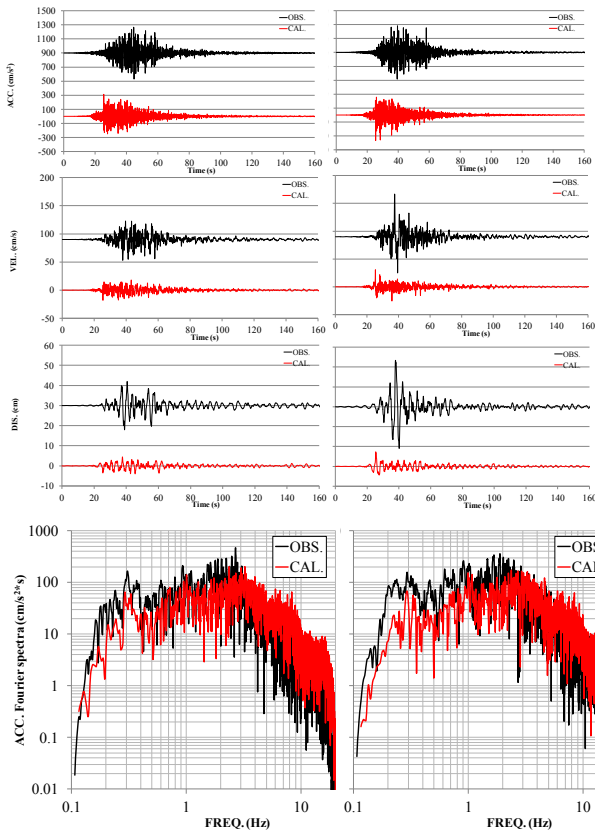 ACC. (cm/s²)
1500
1300
1100
900
700
500
300
100
-100
-300
-500
OBS.
CAL.
0 20 40 60 80 100 120 140 160
Time (s)
OBS.
CAL.
0 20 40 60 80 100 120 140 160
Time (s)
VEL. (cm/s)
200
150
100
50
0
-50
OBS.
CAL.
0 20 40 60 80 100 120 140 160
Time (s)
OBS.
CAL.
0 20 40 60 80 100 120 140 160
Time (s)
DIS. (cm)
60
50
40
30
20
10
0
-10
OBS.
CAL.
0 20 40 60 80 100 120 140 160
Time (s)
OBS.
CAL.
0 20 40 60 80 100 120 140 160
Time (s)
ACC. Fourier spectra (cm/s²*s)
1000
100
10
1
0.1
0.01
OBS.
CAL.
0.1 1 10
FREQ. (Hz)
OBS.
CAL
0.1 1 10
FREQ. (Hz)